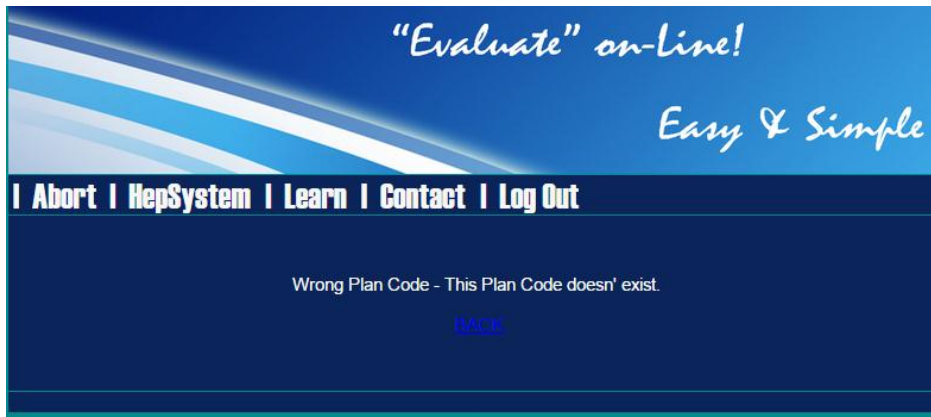 “Evaluate” on-Line!
Easy & Simple
| Abort | HepSystem | Learn | Contact | Log Out
Wrong Plan Code - This Plan Code doesn' exist.
BACK